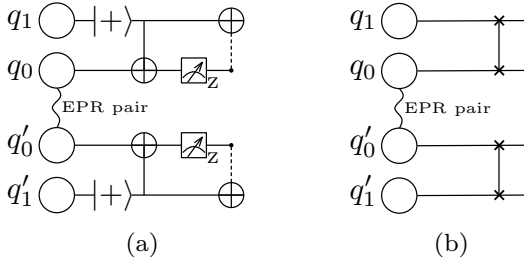 q₁ |+⟩ q₁
q₀ Z q₀
EPR pair EPR pair
q′₀ Z q′₀
q′₁ |+⟩ q′₁
(a) (b)